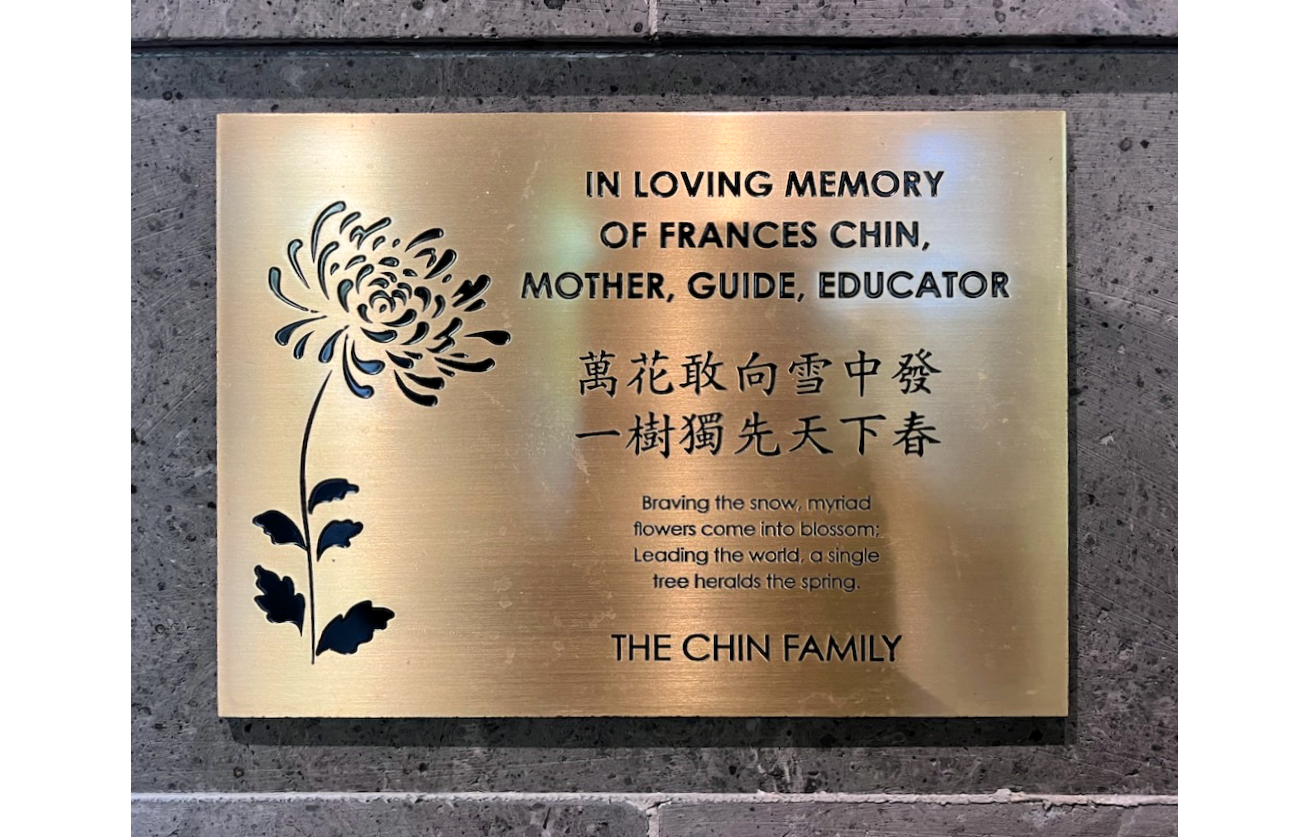 IN LOVING MEMORY
OF FRANCES CHIN,
MOTHER, GUIDE, EDUCATOR
萬花敢向雪中發
一樹獨先天下春
Braving the snow, myriad
flowers come into blossom;
Leading the world, a single
tree heralds the spring.
THE CHIN FAMILY